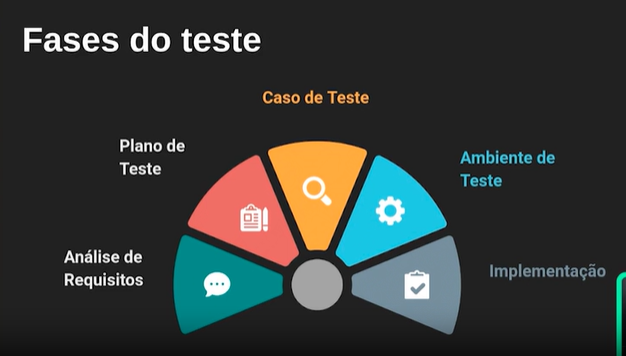 Fases do teste
Caso de Teste
Plano de
Teste
Ambiente de
Teste
Análise de
Requisitos
Implementação